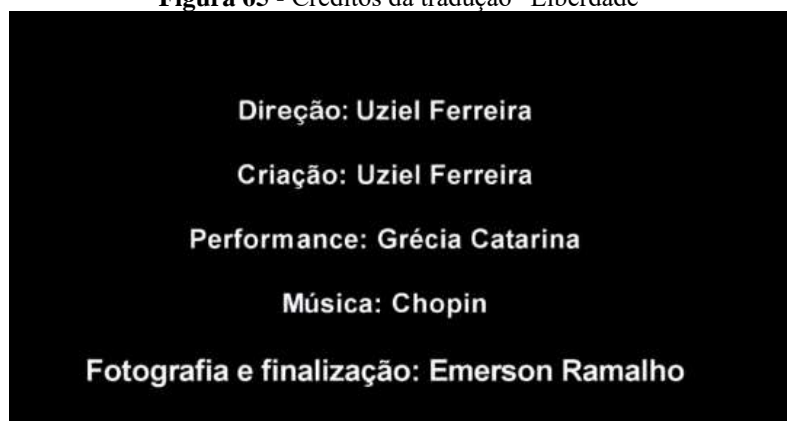 Figura 65 - Créditos da tradução "Liberdade"
Direção: Uziel Ferreira
Criação: Uziel Ferreira
Performance: Grécia Catarina
Música: Chopin
Fotografia e finalização: Emerson Ramalho